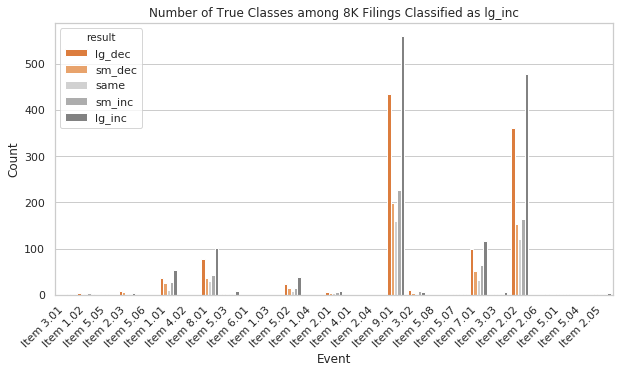 Number of True Classes among 8K Filings Classified as lg_inc
result
lg_dec
sm_dec
same
sm_inc
lg_inc
Count
500
400
300
200
100
0
Item 3.01
Item 1.02
Item 5.05
Item 2.03
Item 5.06
Item 1.01
Item 4.02
Item 8.01
Item 5.03
Item 6.01
Item 1.03
Item 5.02
Item 1.04
Item 2.01
Item 4.01
Item 2.04
Item 9.01
Item 3.02
Item 5.08
Item 5.07
Item 7.01
Item 3.03
Item 2.02
Item 2.06
Item 5.01
Item 5.04
Item 2.05
Event